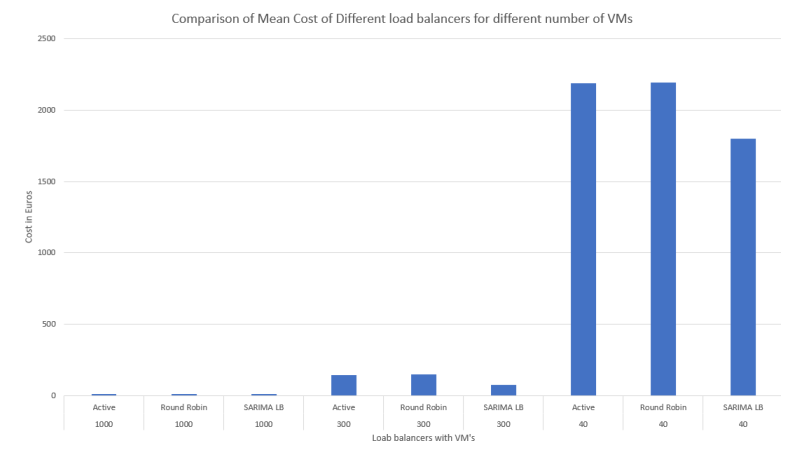 Comparison of Mean Cost of Different load balancers for different number of VMs
2500
2000
1500
1000
500
0
Cost in Euros
Active Round Robin SARIMA LB Active Round Robin SARIMA LB Active Round Robin SARIMA LB
1000 1000 1000 300 300 300 40 40 40
Loab balancers with VM's